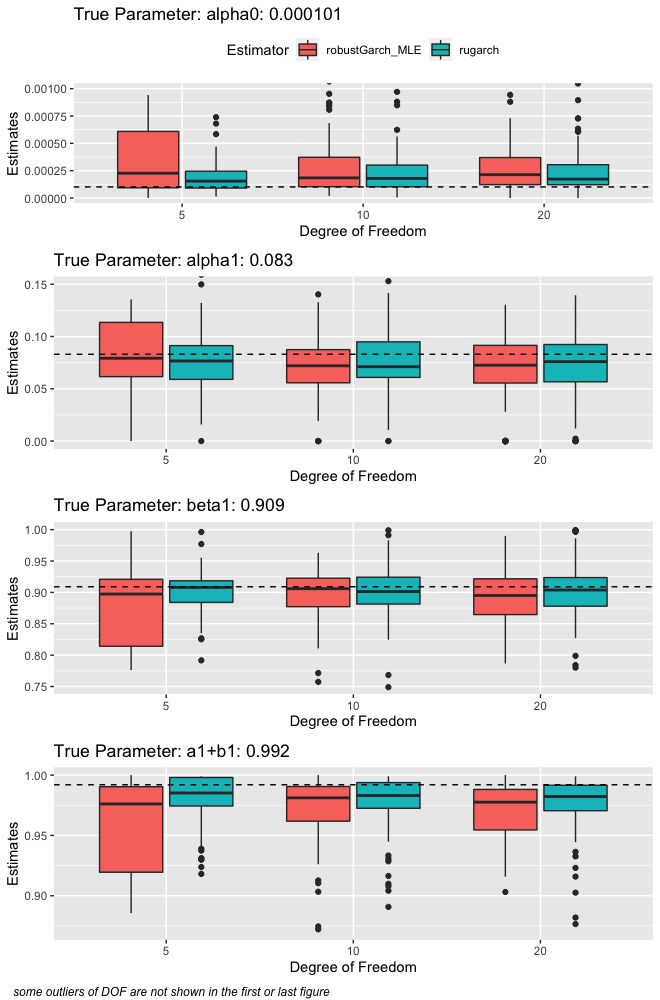 True Parameter: alpha0: 0.000101
Estimator robustGarch_MLE rugarch
0.00100
0.00075
0.00050
0.00025
0.00000
Estimates
5 10 20
Degree of Freedom
True Parameter: alpha1: 0.083
0.15
0.10
0.05
0.00
Estimates
5 10 20
Degree of Freedom
True Parameter: beta1: 0.909
1.00
0.95
0.90
0.85
0.80
0.75
Estimates
5 10 20
Degree of Freedom
True Parameter: a1+b1: 0.992
1.00
0.95
0.90
Estimates
5 10 20
Degree of Freedom
some outliers of DOF are not shown in the first or last figure